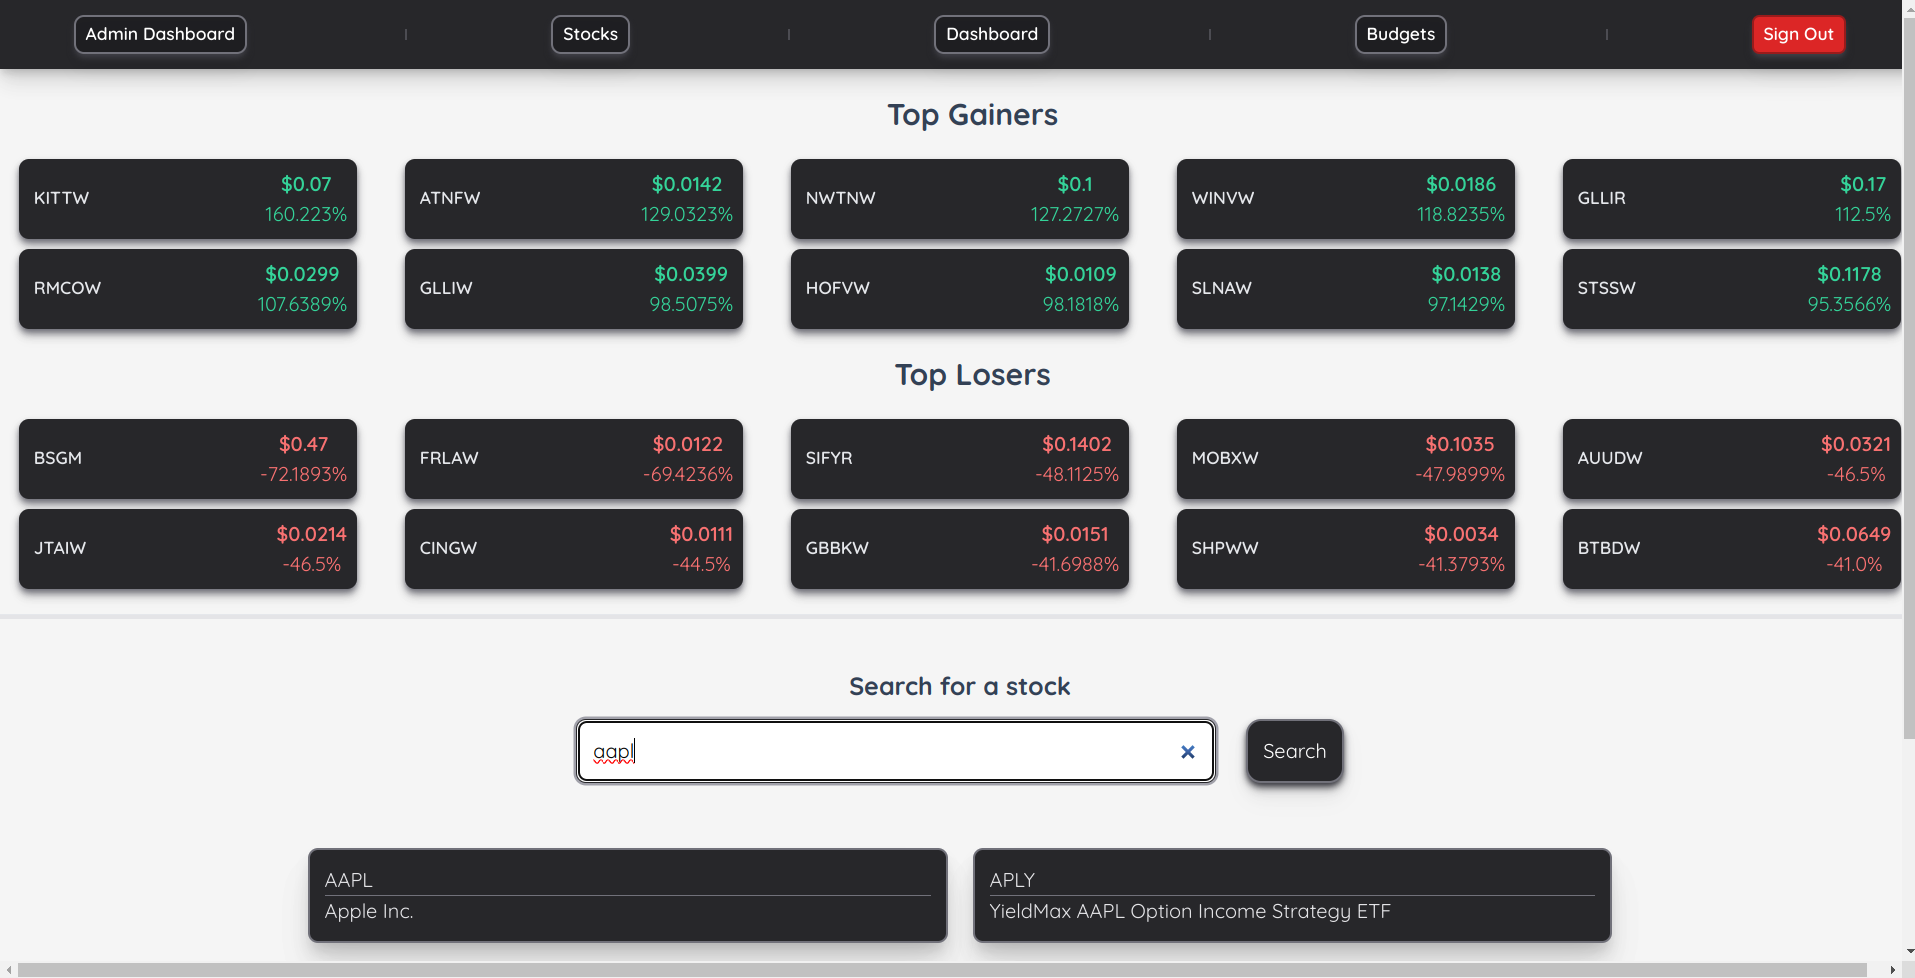 Admin Dashboard | Stocks | Dashboard | Budgets | Sign Out
Top Gainers
KITTW $0.07 160.223%
ATNFW $0.0142 129.0323%
NWTNW $0.1 127.2727%
WINVW $0.0186 118.8235%
GLLIR $0.17 112.5%
RMCOW $0.0299 107.6389%
GLLIW $0.0399 98.5075%
HOFVW $0.0109 98.1818%
SLNAW $0.0138 97.1429%
STSSW $0.1178 95.3566%
Top Losers
BSGM $0.47 -72.1893%
FRLAW $0.0122 -69.4236%
SIFYR $0.1402 -48.1125%
MOBXW $0.1035 -47.9899%
AUUDW $0.0321 -46.5%
JTAIW $0.0214 -46.5%
CINGW $0.0111 -44.5%
GBBKW $0.0151 -41.6988%
SHPWW $0.0034 -41.3793%
BTBDW $0.0649 -41.0%
Search for a stock
aapl × Search
AAPL
Apple Inc.
APLY
YieldMax AAPL Option Income Strategy ETF